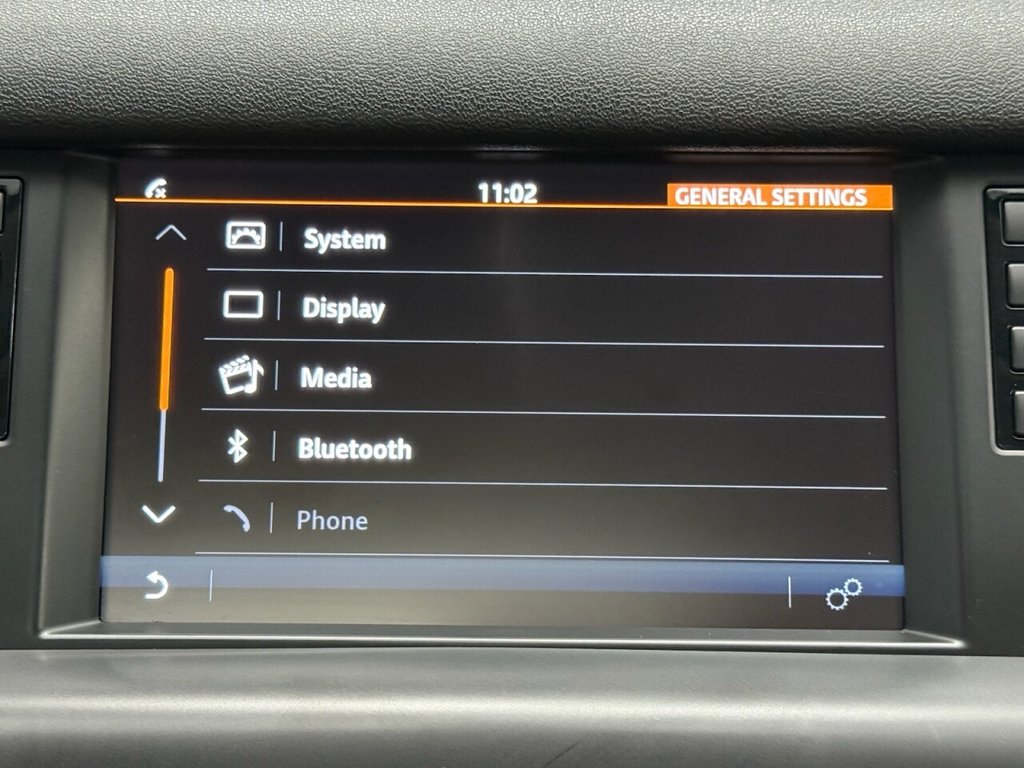 11:02
GENERAL SETTINGS
System
Display
Media
Bluetooth
Phone